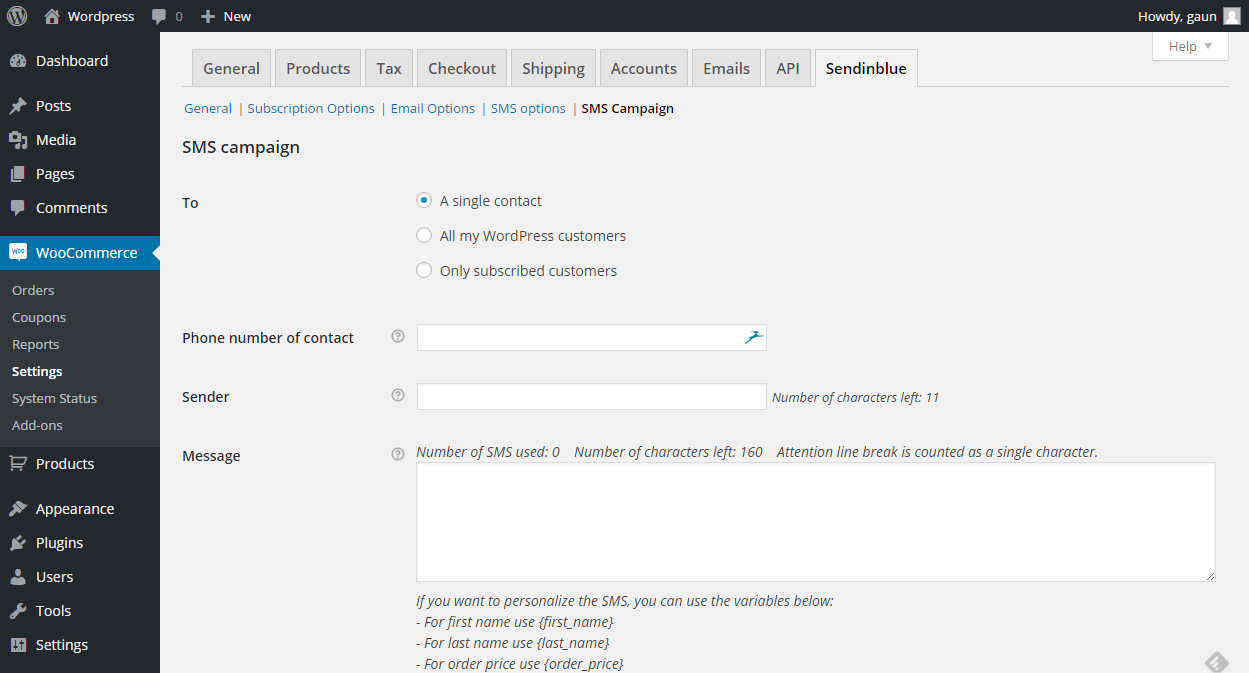 Wordpress 0 New Howdy, gaun
Help
Dashboard
Posts
Media
Pages
Comments
WooCommerce
Orders
Coupons
Reports
Settings
System Status
Add-ons
Products
Appearance
Plugins
Users
Tools
Settings
General Products Tax Checkout Shipping Accounts Emails API Sendinblue
General | Subscription Options | Email Options | SMS options | SMS Campaign
SMS campaign
To
A single contact
All my WordPress customers
Only subscribed customers
Phone number of contact
Sender Number of characters left: 11
Message Number of SMS used: 0 Number of characters left: 160 Attention line break is counted as a single character.
If you want to personalize the SMS, you can use the variables below:
- For first name use {first_name}
- For last name use {last_name}
- For order price use {order_price}